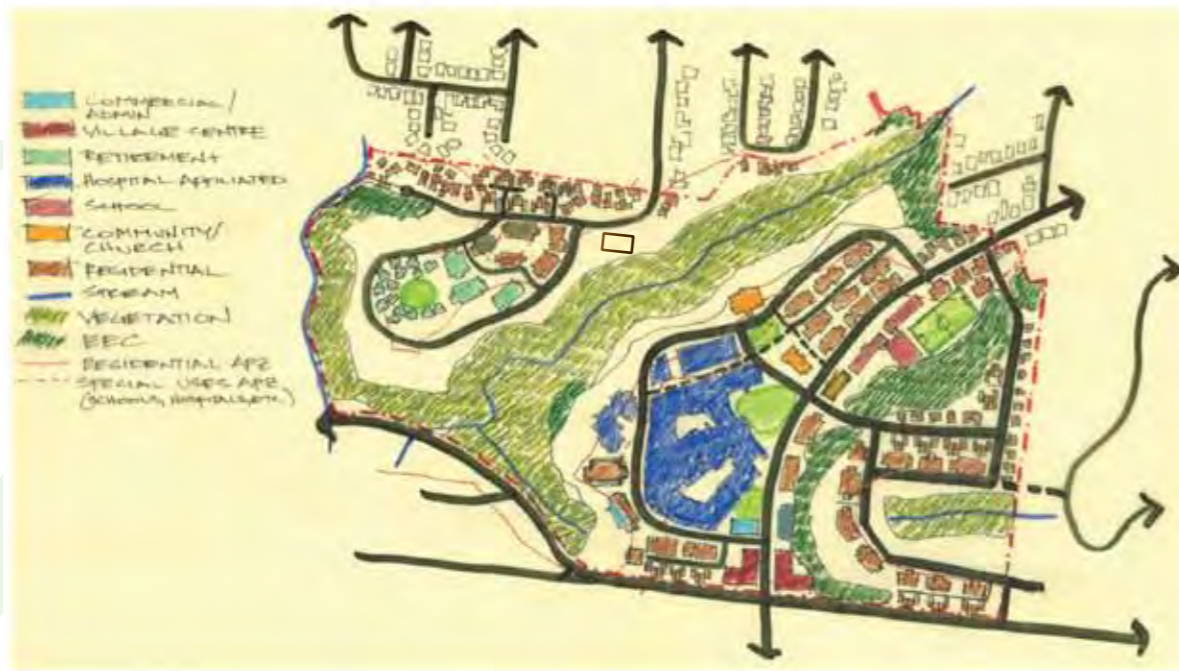 COMMERCIAL/
ADMIN
VILLAGE CENTRE
RETIREMENT
HOSPITAL AFFILIATED
SCHOOL
COMMUNITY/
CHURCH
RESIDENTIAL
STREAM
VEGETATION
EEC
RESIDENTIAL APZ
SPECIAL USES APZ
(SCHOOLS, HOSPITALS, ETC.)